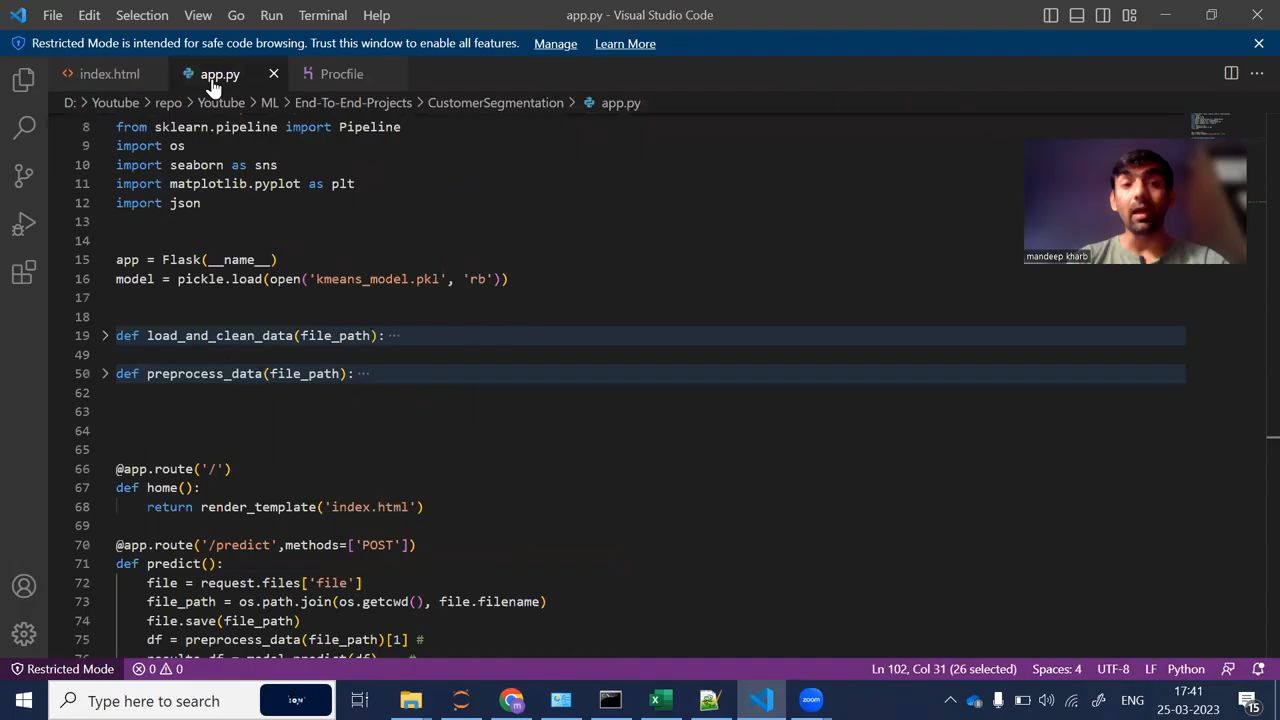 File Edit Selection View Go Run Terminal Help app.py - Visual Studio Code
Restricted Mode is intended for safe code browsing. Trust this window to enable all features. Manage Learn More
index.html app.py Procfile
D: > Youtube > repo > Youtube > ML > End-To-End-Projects > CustomerSegmentation > app.py
8 from sklearn.pipeline import Pipeline
9 import os
10 import seaborn as sns
11 import matplotlib.pyplot as plt
12 import json
13
14
15 app = Flask(__name__)
16 model = pickle.load(open('kmeans_model.pkl', 'rb'))
17
18
19 def load_and_clean_data(file_path): ...
49
50 def preprocess_data(file_path): ...
62
63
64
65
66 @app.route('/')
67 def home():
68 return render_template('index.html')
69
70 @app.route('/predict',methods=['POST'])
71 def predict():
72 file = request.files['file']
73 file_path = os.path.join(os.getcwd(), file.filename)
74 file.save(file_path)
75 df = preprocess_data(file_path)[1] #
mandeep kharb
Restricted Mode 0 0 Ln 102, Col 31 (26 selected) Spaces: 4 UTF-8 LF Python
Type here to search
ENG
17:41
25-03-2023
15